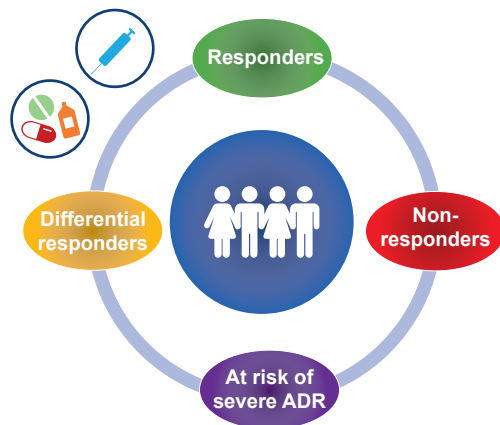 Responders
Differential
responders
Non-
responders
At risk of
severe ADR